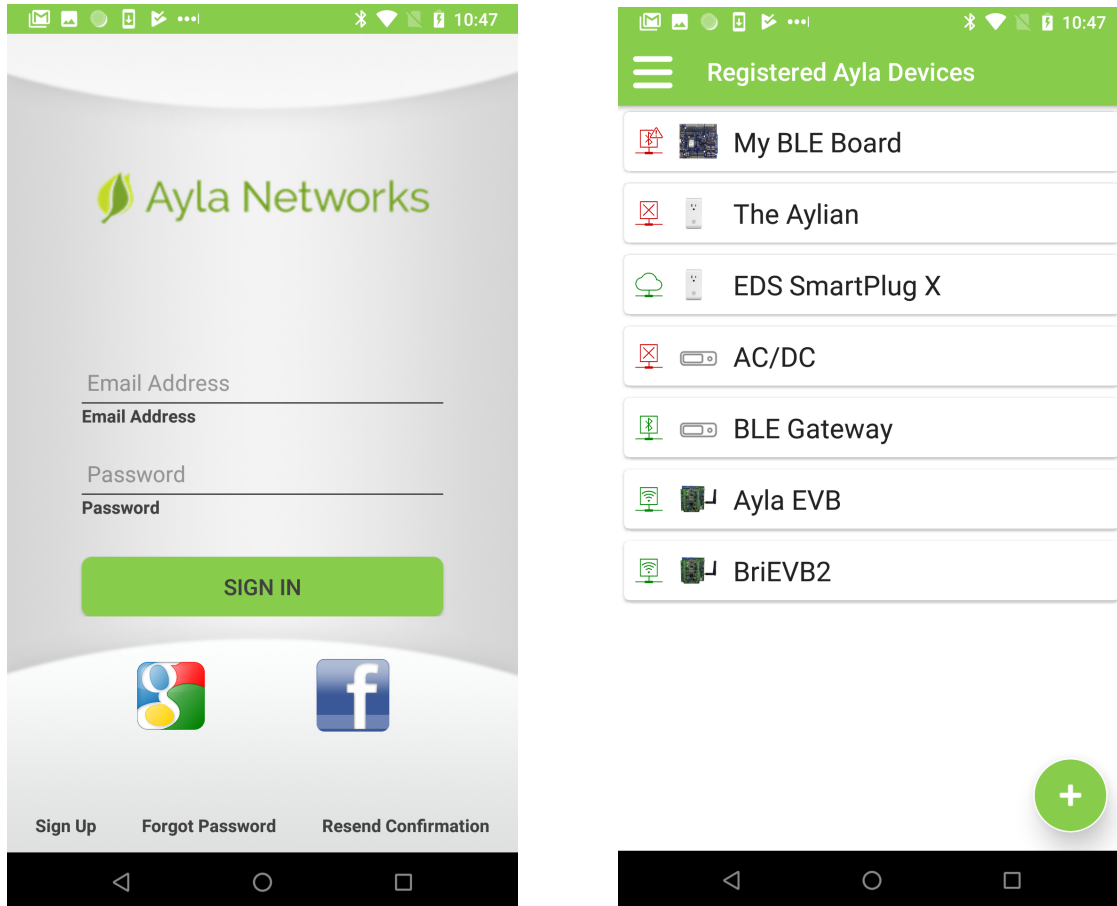 10:47
Ayla Networks
Email Address
Email Address
Password
Password
SIGN IN
g
f
Sign Up Forgot Password Resend Confirmation
10:47
Registered Ayla Devices
My BLE Board
The Aylian
EDS SmartPlug X
AC/DC
BLE Gateway
Ayla EVB
BriEVB2